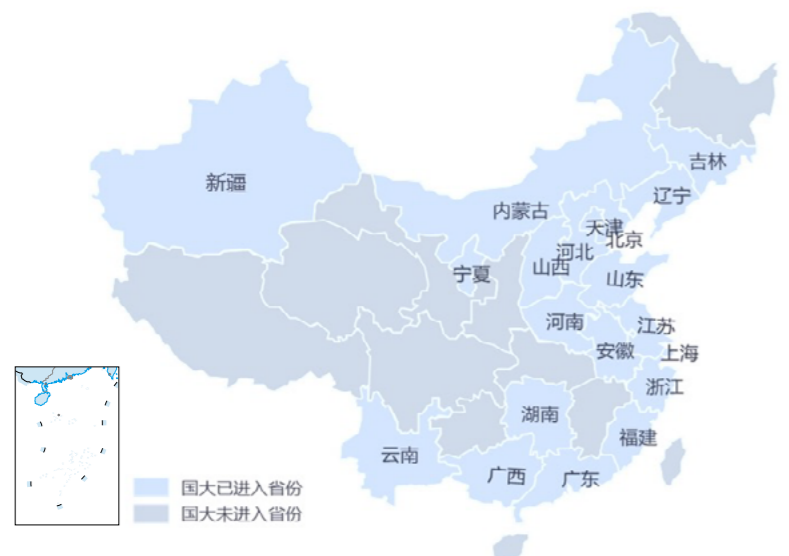 吉林
新疆
辽宁
内蒙古
天津
北京
河北
山西
宁夏
山东
河南
江苏
安徽
上海
浙江
湖南
福建
云南
广西
广东
国大已进入省份
国大未进入省份